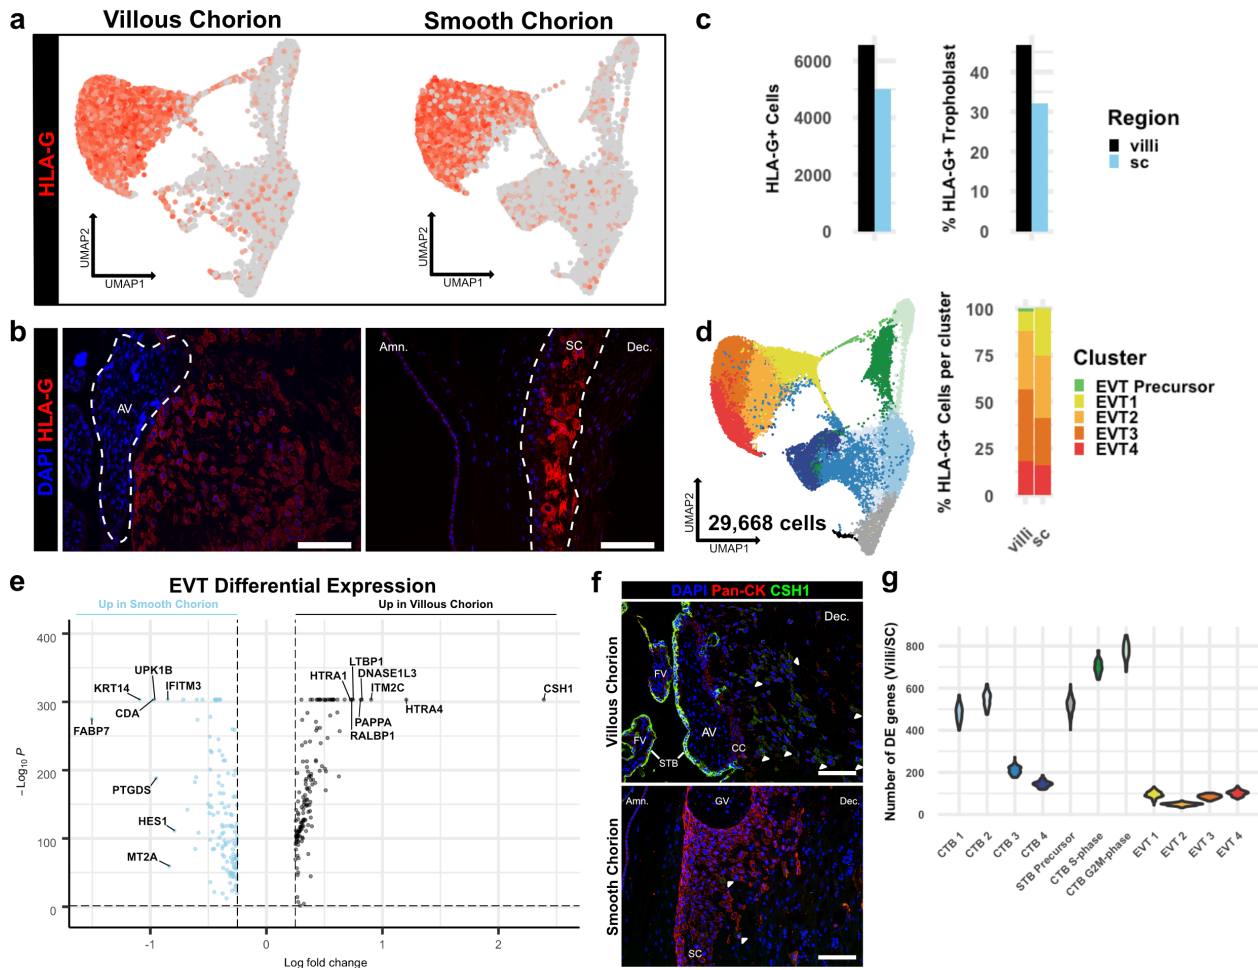 a
Villous Chorion
Smooth Chorion
HLA-G
UMAP2
UMAP1
UMAP2
UMAP1
b
DAPI HLA-G
AV
Amn.
SC
Dec.
c
HLA-G+ Cells
6000
4000
2000
0
% HLA-G+ Trophoblast
40
30
20
10
0
Region
villi
sc
d
UMAP2
UMAP1
29,668 cells
% HLA-G+ Cells per cluster
100
75
50
25
0
villi
sc
Cluster
EVT Precursor
EVT1
EVT2
EVT3
EVT4
e
EVT Differential Expression
Up in Smooth Chorion
Up in Villous Chorion
– Log10 P
400
300
200
100
0
UPK1B
KRT14
IFITM3
CDA
FABP7
PTGDS
HES1
MT2A
LTBP1
HTRA1
DNASE1L3
ITM2C
CSH1
HTRA4
PAPPA
RALBP1
-1
0
1
2
Log fold change
f
DAPI Pan-CK CSH1
Villous Chorion
Dec.
FV
FV
AV
CC
STB
Smooth Chorion
Amn.
GV
Dec.
SC
g
Number of DE genes (Villi/SC)
800
600
400
200
0
CTB 1
CTB 2
CTB 3
CTB 4
STB Precursor
CTB S-phase
CTB G2M-phase
EVT 1
EVT 2
EVT 3
EVT 4